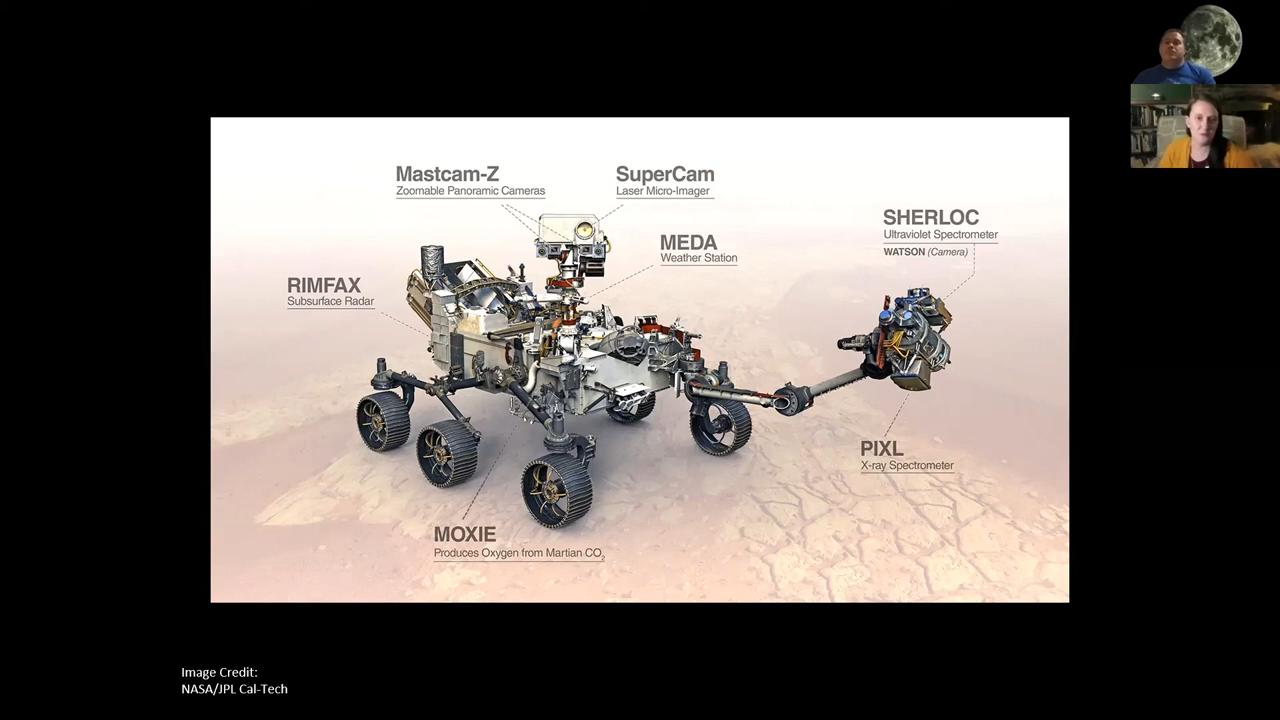 Mastcam-Z
Zoomable Panoramic Cameras
SuperCam
Laser Micro-Imager
SHERLOC
Ultraviolet Spectrometer
WATSON (Camera)
MEDA
Weather Station
RIMFAX
Subsurface Radar
PIXL
X-ray Spectrometer
MOXIE
Produces Oxygen from Martian CO₂
Image Credit:
NASA/JPL Cal-Tech